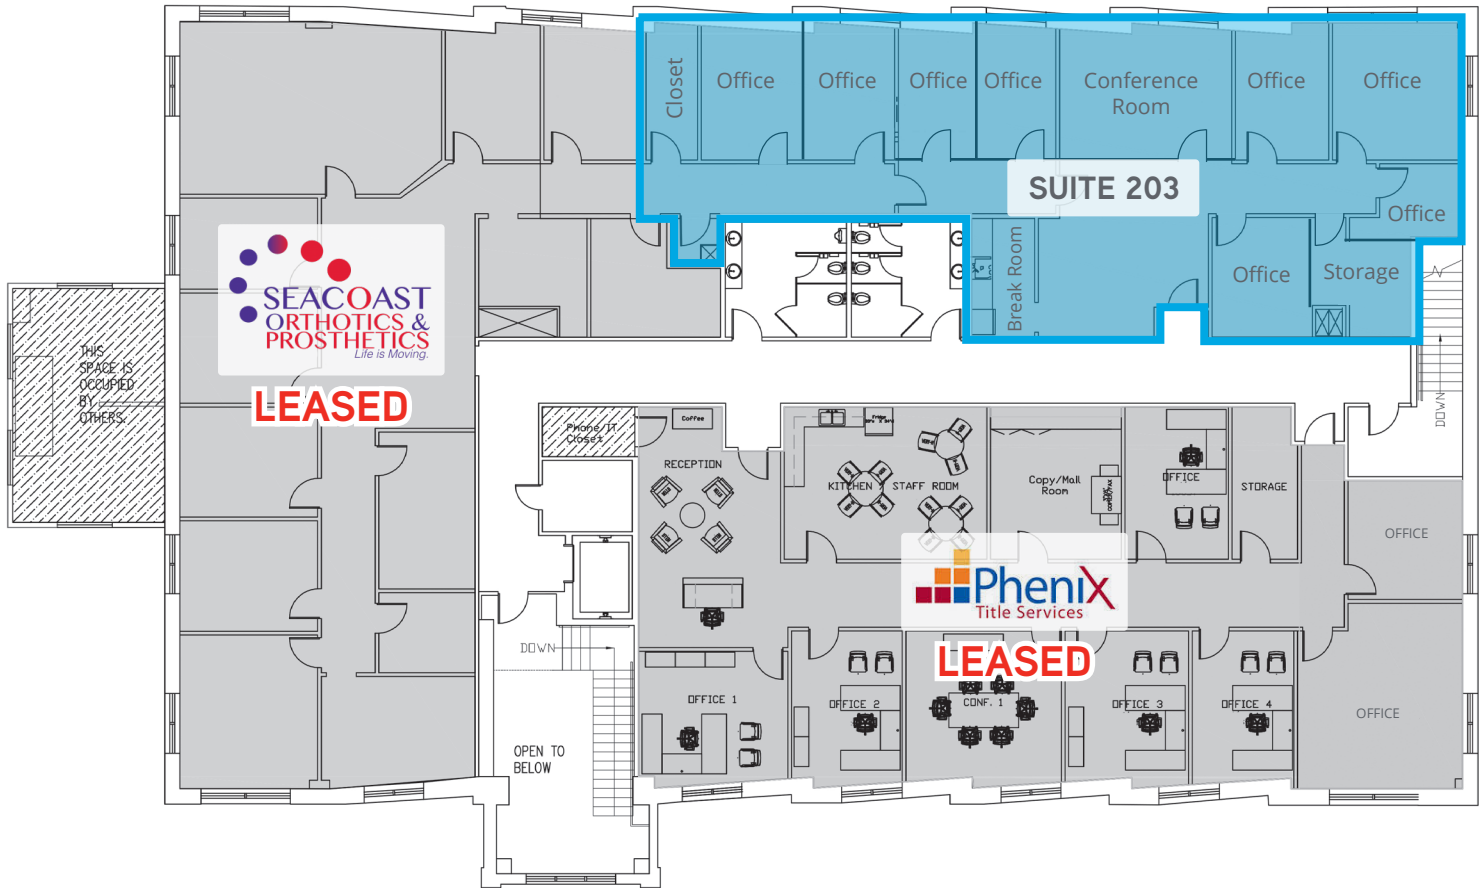 Closet
Office
Office
Office
Office
Conference
Room
Office
Office
SUITE 203
Office
Break Room
Office
Storage
SEACOAST
ORTHOTICS &
PROSTHETICS
Life is Moving.
LEASED
THIS
SPACE IS
OCCUPIED
BY
OTHERS.
DOWN
Phone/IT
Closet
Coffee
RECEPTION
KITCHEN / STAFF ROOM
Copy/Mail
Room
OFFICE
STORAGE
OFFICE
Phenix
Title Services
LEASED
DOWN
OFFICE 1
OFFICE 2
CONF. 1
OFFICE 3
OFFICE 4
OFFICE
OPEN TO
BELOW